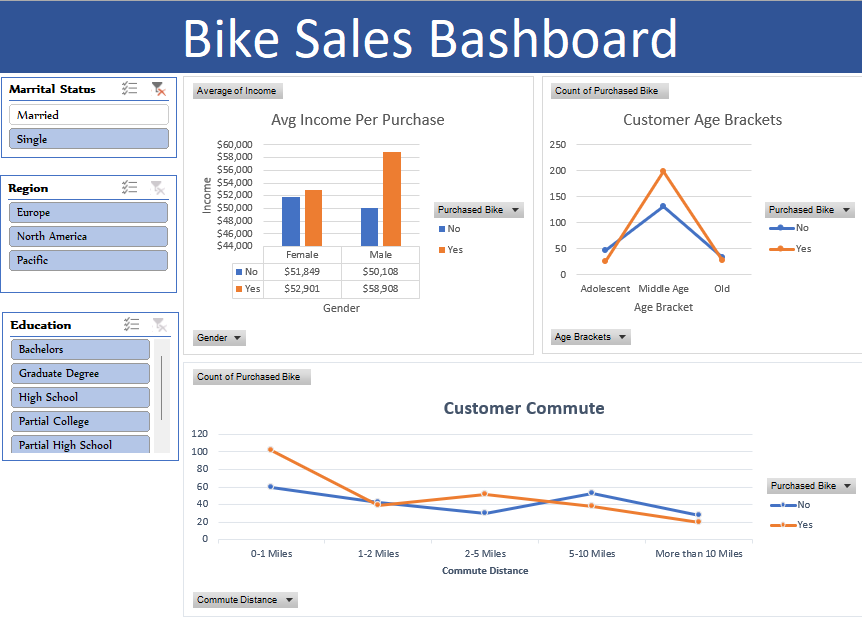 Bike Sales Bashboard
Marrital Status
Married
Single
Region
Europe
North America
Pacific
Education
Bachelors
Graduate Degree
High School
Partial College
Partial High School
Average of Income
Avg Income Per Purchase
$60,000
$58,000
$56,000
$54,000
$52,000
$50,000
$48,000
$46,000
$44,000
Income
Female Male
No $51,849 $50,108
Yes $52,901 $58,908
Gender
Purchased Bike
No
Yes
Gender
Count of Purchased Bike
Customer Age Brackets
250
200
150
100
50
0
Adolescent Middle Age Old
Age Bracket
Purchased Bike
No
Yes
Age Brackets
Count of Purchased Bike
Customer Commute
120
100
80
60
40
20
0
0-1 Miles 1-2 Miles 2-5 Miles 5-10 Miles More than 10 Miles
Commute Distance
Purchased Bike
No
Yes
Commute Distance